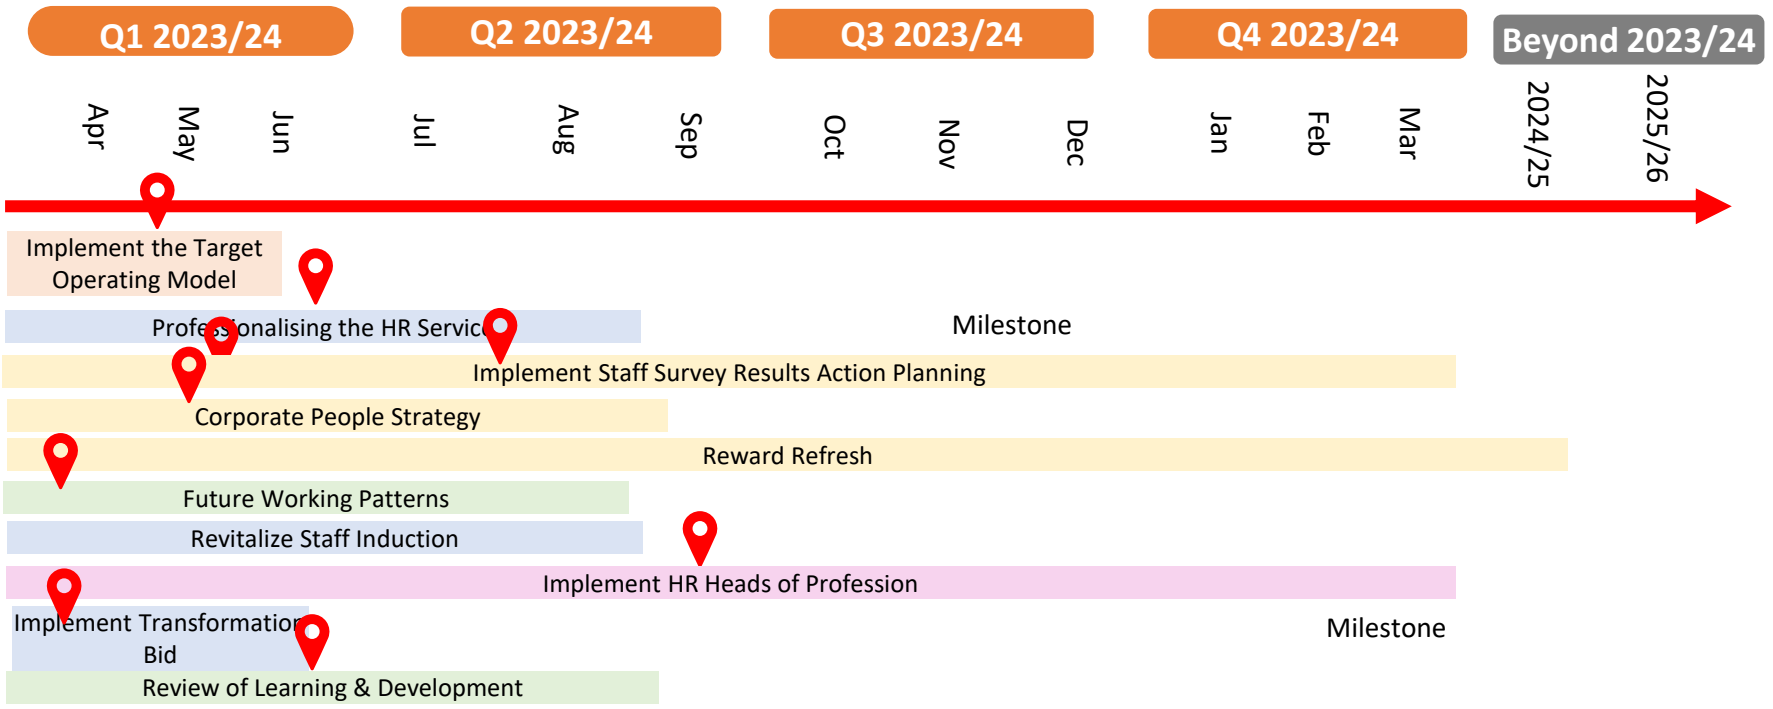 Q1 2023/24
Q2 2023/24
Q3 2023/24
Q4 2023/24
Beyond 2023/24
Apr
May
Jun
Jul
Aug
Sep
Oct
Nov
Dec
Jan
Feb
Mar
2024/25
2025/26
Implement the Target
Operating Model
Professionalising the HR Service
Milestone
Implement Staff Survey Results Action Planning
Corporate People Strategy
Reward Refresh
Future Working Patterns
Revitalize Staff Induction
Implement HR Heads of Profession
Implement Transformation
Bid
Milestone
Review of Learning & Development